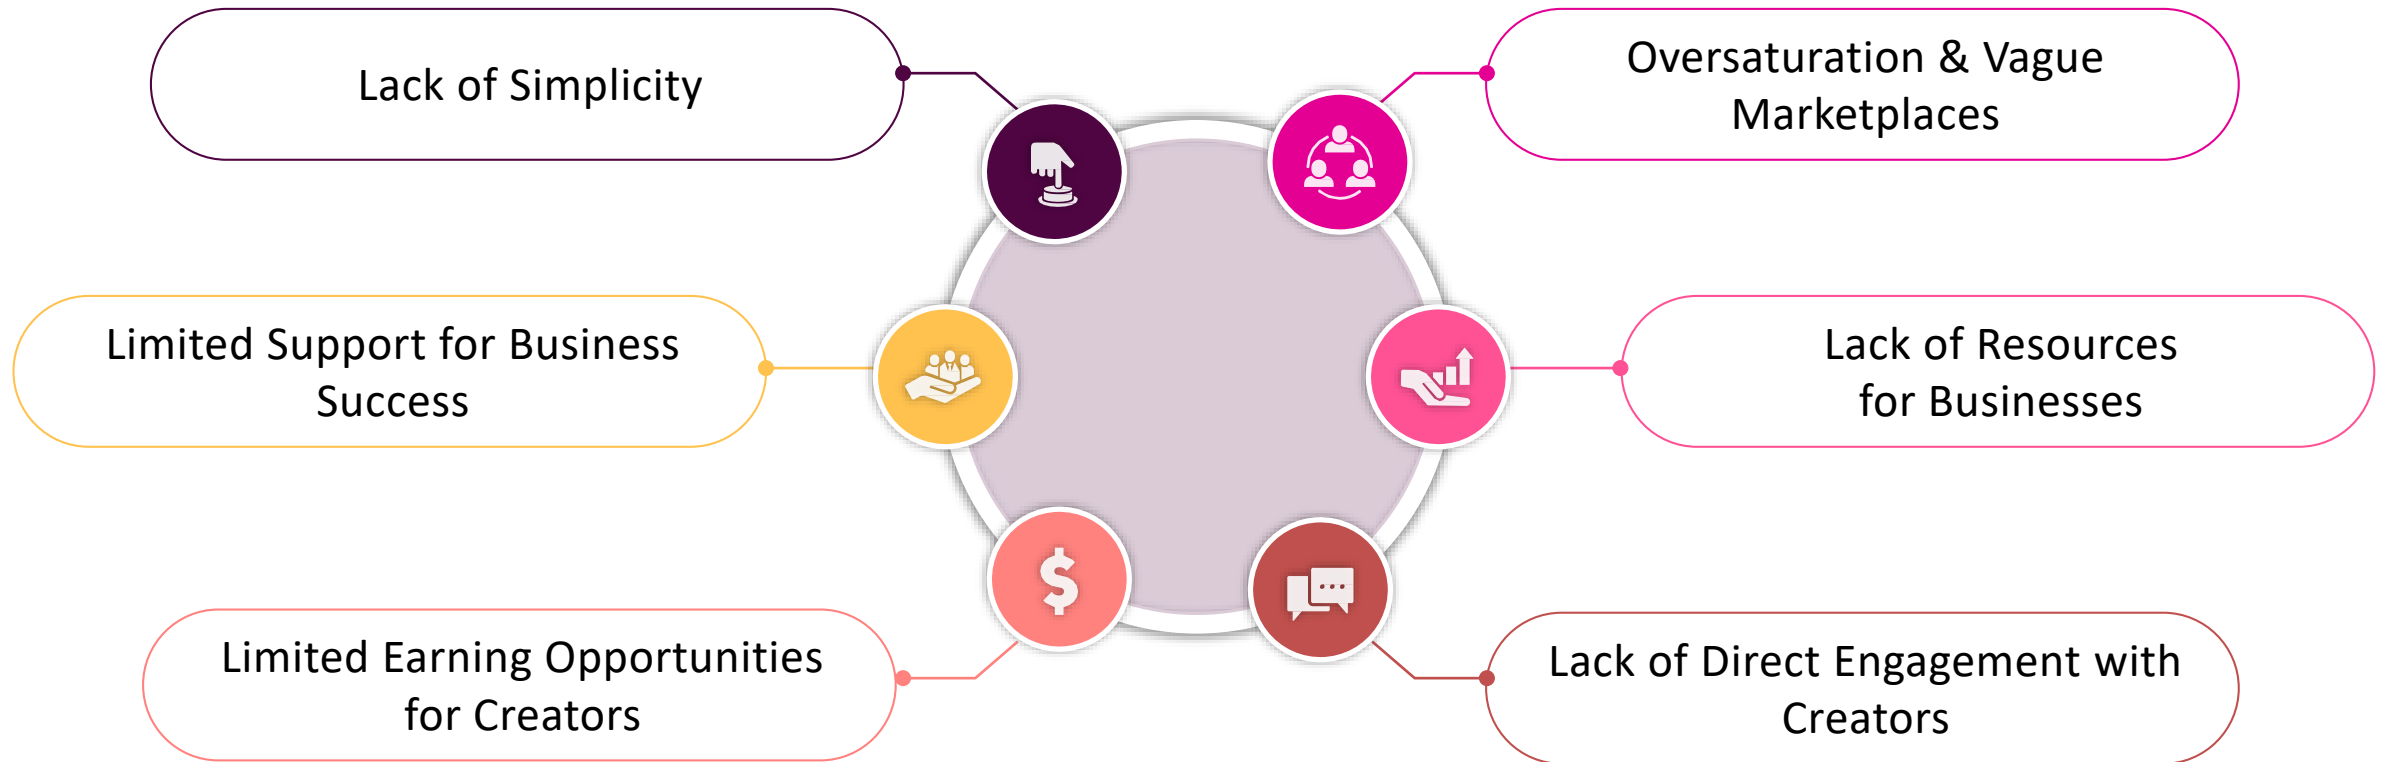 Lack of Simplicity
Oversaturation & Vague
Marketplaces
Limited Support for Business
Success
Lack of Resources
for Businesses
Limited Earning Opportunities
for Creators
Lack of Direct Engagement with
Creators
$